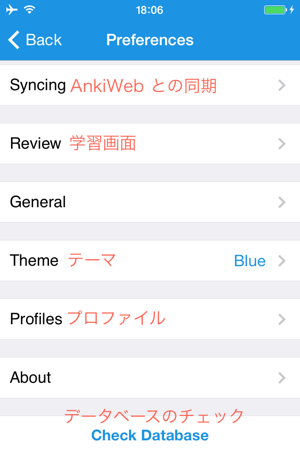 18:06
Back Preferences
Syncing AnkiWeb との同期
Review 学習画面
General
Theme テーマ Blue
Profiles プロファイル
About
データベースのチェック
Check Database